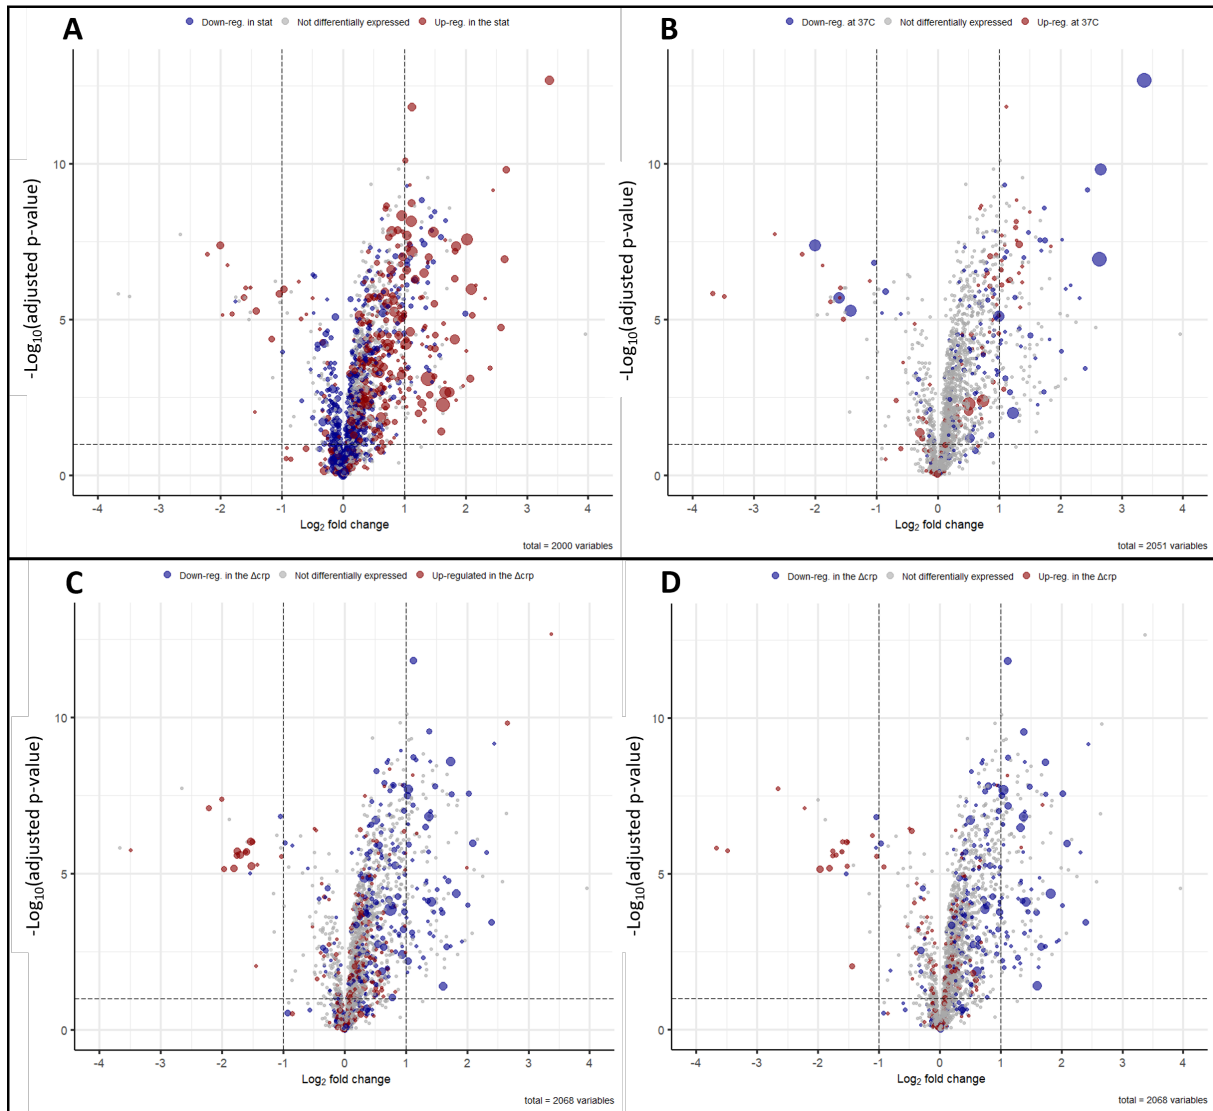 A
Down-reg. in stat Not differentially expressed Up-reg. in the stat
-Log10(adjusted p-value)
10
5
0
-4 -3 -2 -1 0 1 2 3 4
Log2 fold change
total = 2000 variables
B
Down-reg. at 37C Not differentially expressed Up-reg. at 37C
-Log10(adjusted p-value)
10
5
0
-4 -3 -2 -1 0 1 2 3 4
Log2 fold change
total = 2051 variables
C
Down-reg. in the Δcrp Not differentially expressed Up-regulated in the Δcrp
-Log10(adjusted p-value)
10
5
0
-4 -3 -2 -1 0 1 2 3 4
Log2 fold change
total = 2068 variables
D
Down-reg. in the Δcrp Not differentially expressed Up-reg. in the Δcrp
-Log10(adjusted p-value)
10
5
0
-4 -3 -2 -1 0 1 2 3 4
Log2 fold change
total = 2068 variables